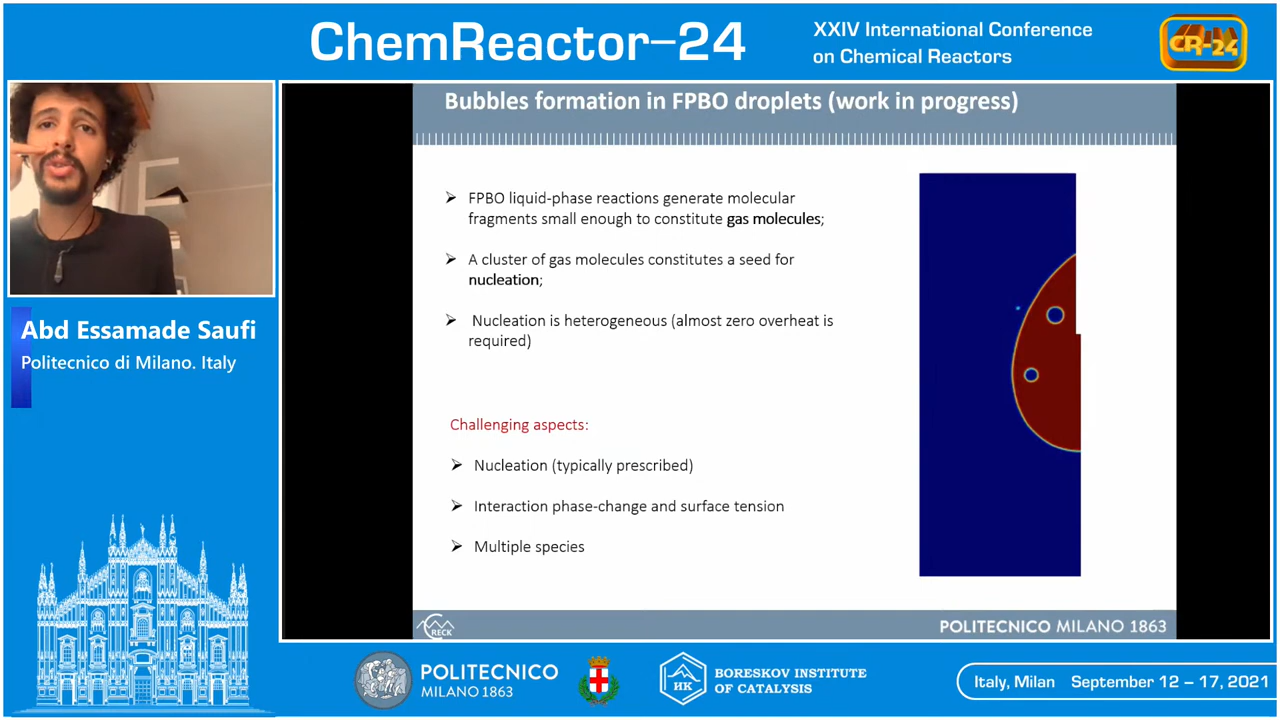 ChemReactor–24
XXIV International Conference
on Chemical Reactors
CR-24
Bubbles formation in FPBO droplets (work in progress)
FPBO liquid-phase reactions generate molecular
fragments small enough to constitute gas molecules;
A cluster of gas molecules constitutes a seed for
nucleation;
Nucleation is heterogeneous (almost zero overheat is
required)
Challenging aspects:
Nucleation (typically prescribed)
Interaction phase-change and surface tension
Multiple species
Abd Essamade Saufi
Politecnico di Milano. Italy
RECK
POLITECNICO MILANO 1863
POLITECNICO
MILANO 1863
НК
BORESKOV INSTITUTE
OF CATALYSIS
Italy, Milan September 12 – 17, 2021